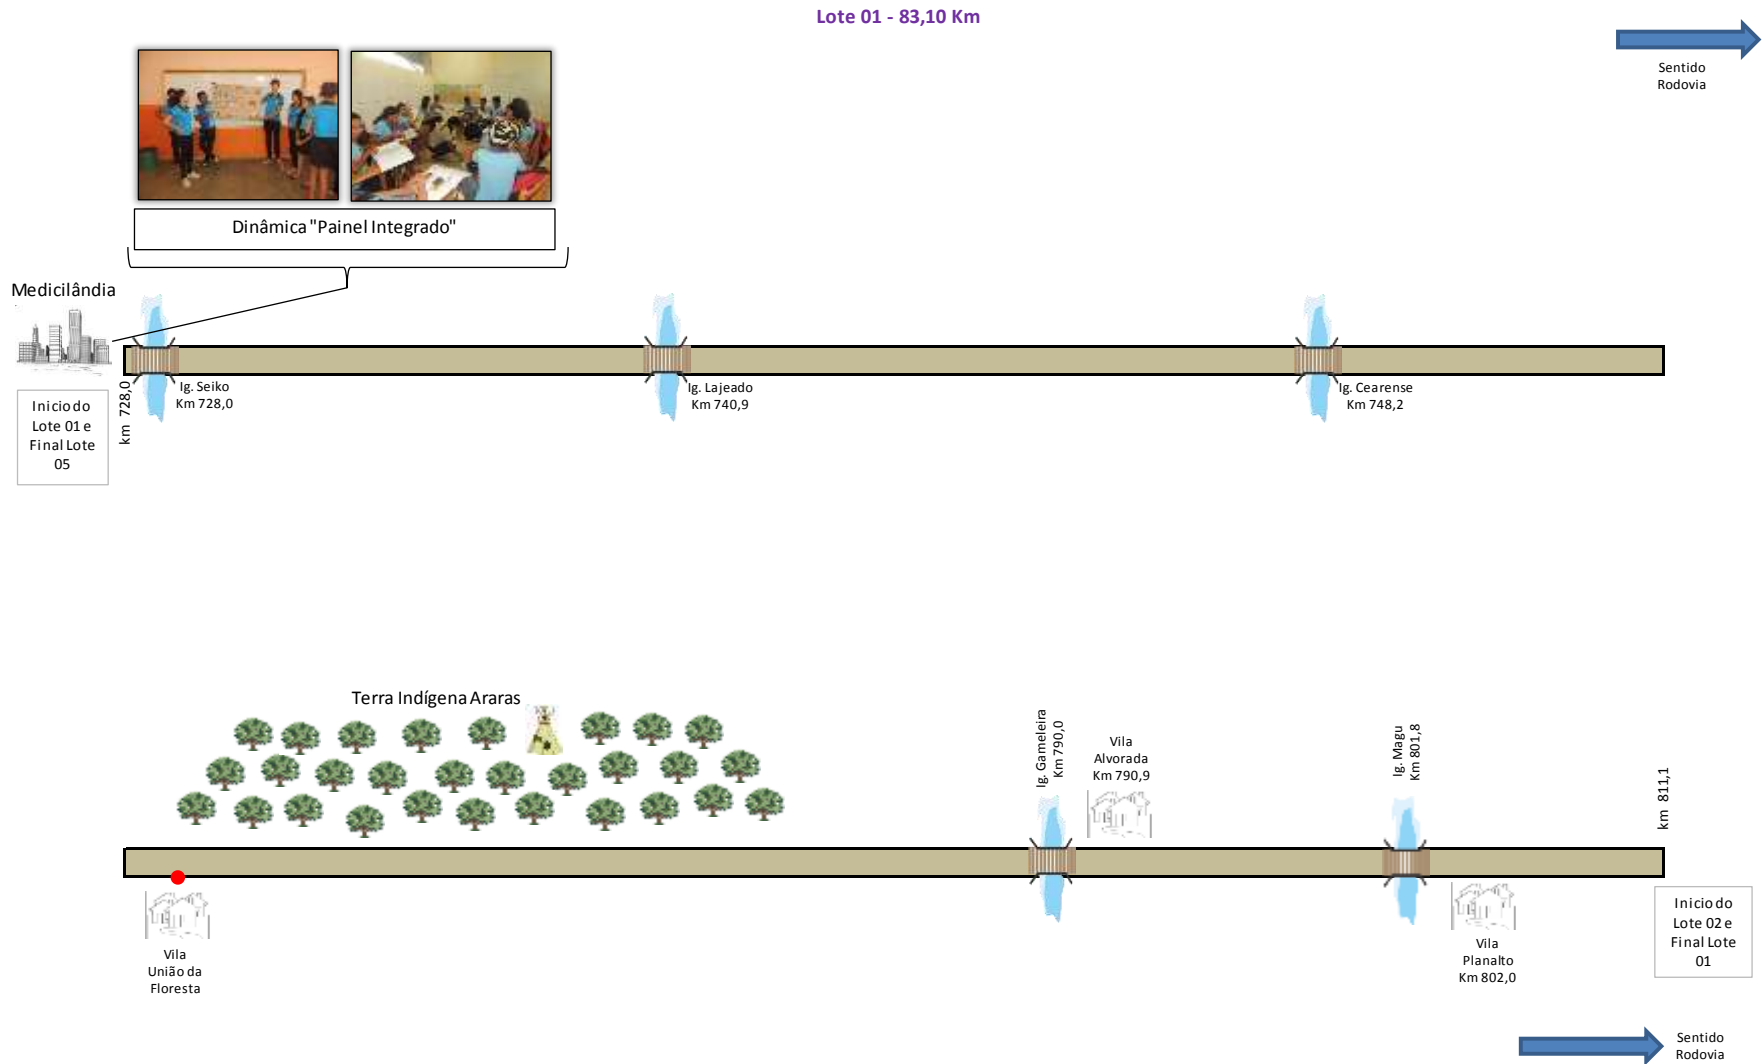 Lote 01 - 83,10 Km
Sentido
Rodovia
Dinâmica "Painel Integrado"
Medicilândia
Inicio do
Lote 01 e
Final Lote
05
km 728,0
Ig. Seiko
Km 728,0
Ig. Lajeado
Km 740,9
Ig. Cearense
Km 748,2
Terra Indígena Araras
Ig. Gameleira
Km 790,0
Vila
Alvorada
Km 790,9
Ig. Magu
Km 801,8
km 811,1
Vila
União da
Floresta
Vila
Planalto
Km 802,0
Inicio do
Lote 02 e
Final Lote
01
Sentido
Rodovia